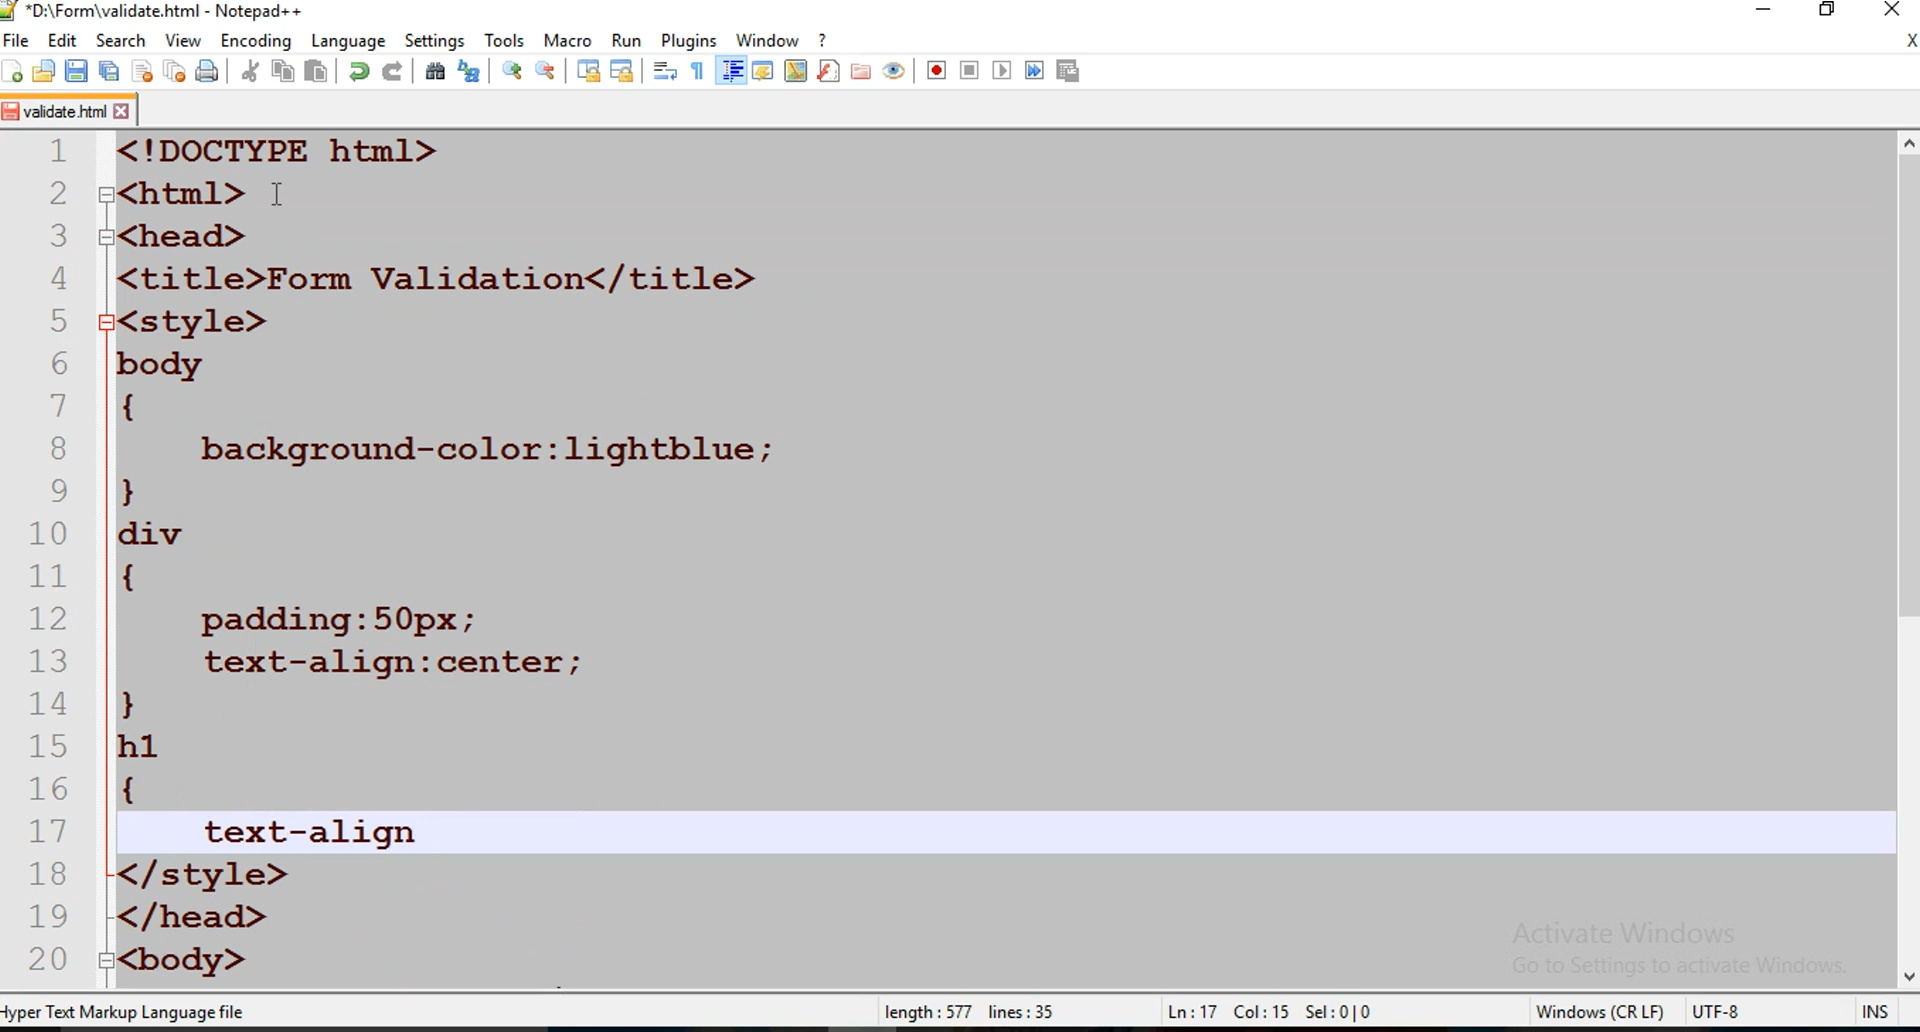 *D:\Form\validate.html - Notepad++
File Edit Search View Encoding Language Settings Tools Macro Run Plugins Window ? X
validate.html
1 <!DOCTYPE html>
2 <html>
3 <head>
4 <title>Form Validation</title>
5 <style>
6 body
7 {
8 background-color:lightblue;
9 }
10 div
11 {
12 padding:50px;
13 text-align:center;
14 }
15 h1
16 {
17 text-align
18 </style>
19 </head>
20 <body>
Activate Windows
Go to Settings to activate Windows.
Hyper Text Markup Language file length : 577 lines : 35 Ln : 17 Col : 15 Sel : 0 | 0 Windows (CR LF) UTF-8 INS